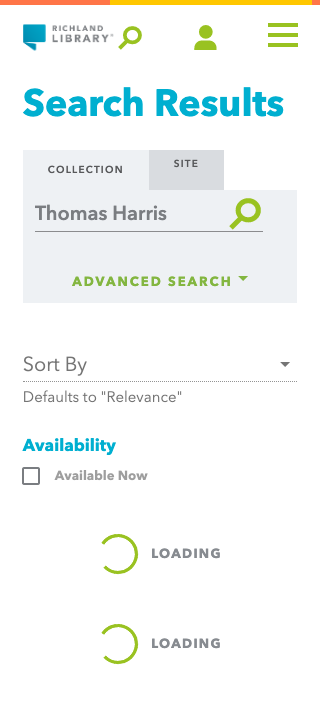 RICHLAND
LIBRARY
Search Results
COLLECTION
SITE
Thomas Harris
ADVANCED SEARCH
Sort By
Defaults to "Relevance"
Availability
Available Now
LOADING
LOADING